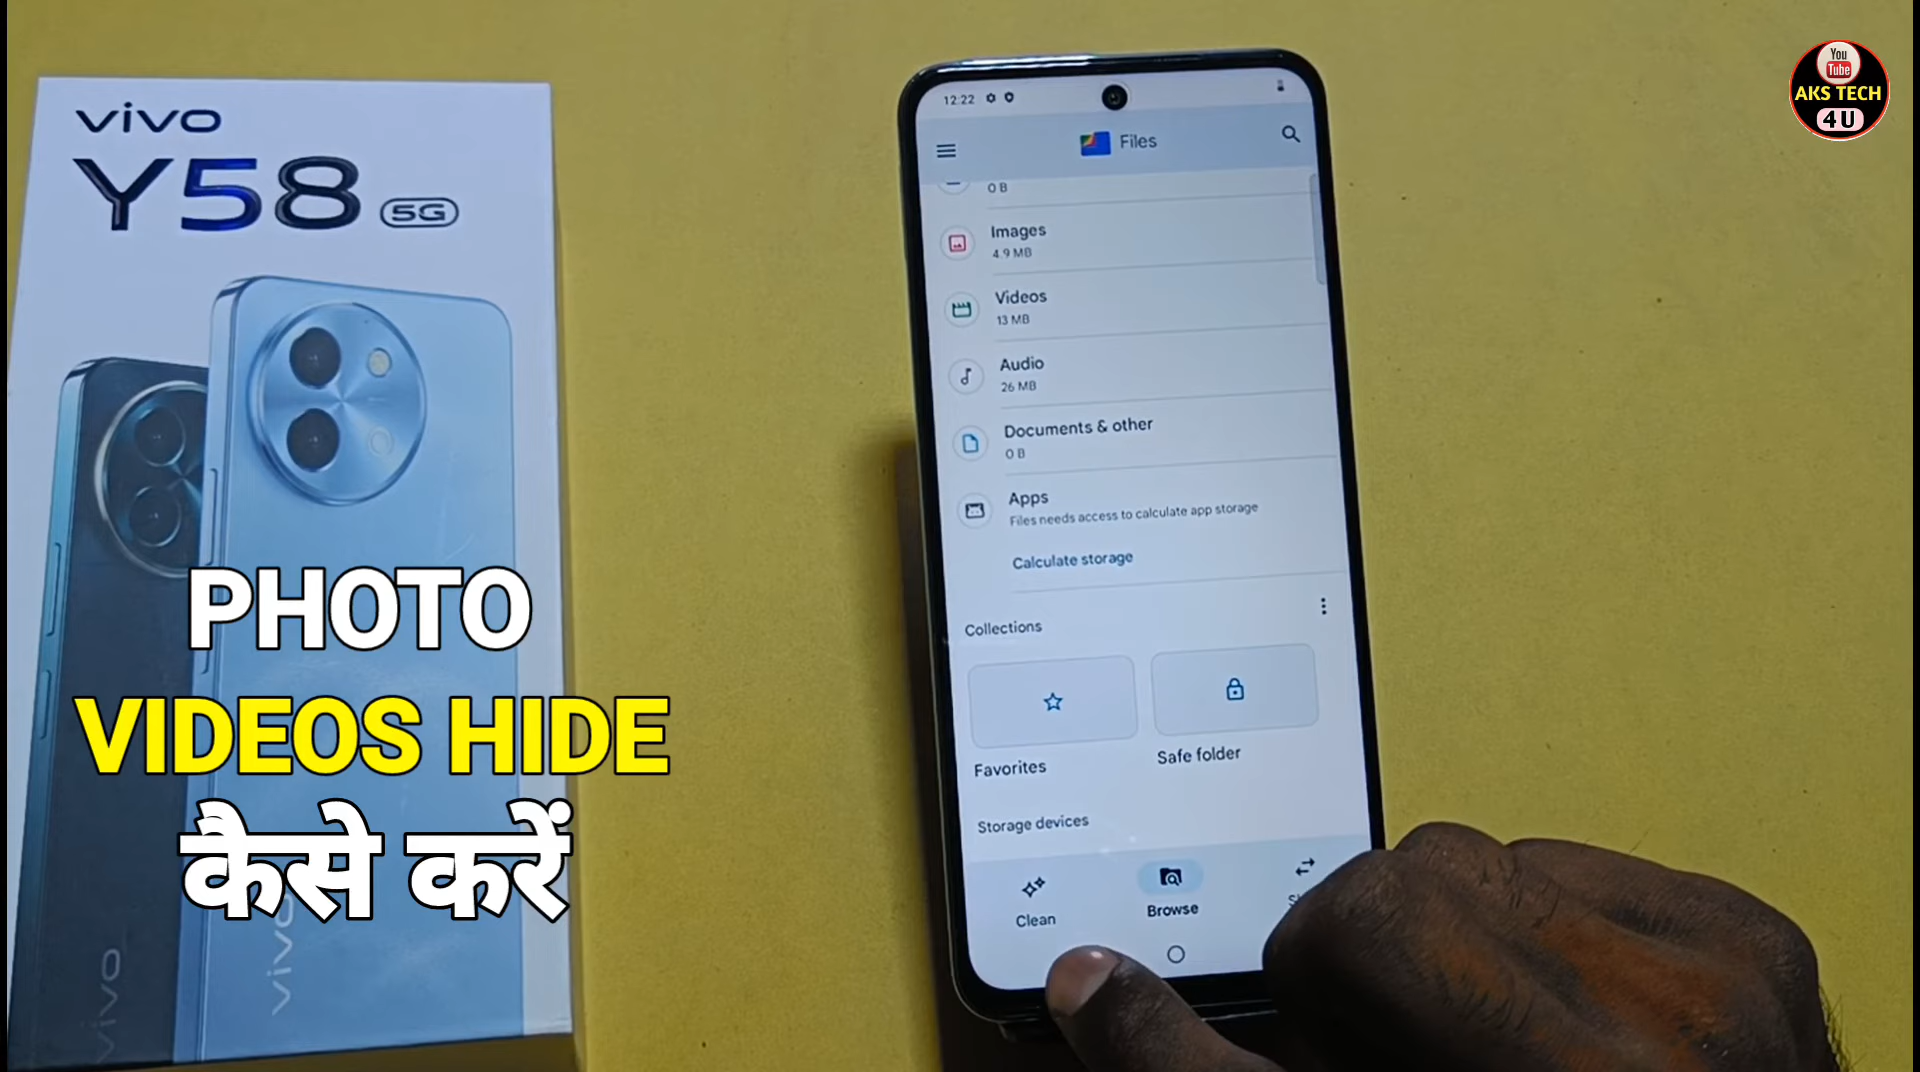 vivo
Y58 5G
PHOTO
VIDEOS HIDE
कैसे करें
vivo
vivo
12:22
Files
0 B
Images
4.9 MB
Videos
13 MB
Audio
26 MB
Documents & other
0 B
Apps
Files needs access to calculate app storage
Calculate storage
Collections
Favorites
Safe folder
Storage devices
Clean
Browse
You
Tube
AKS TECH
4 U